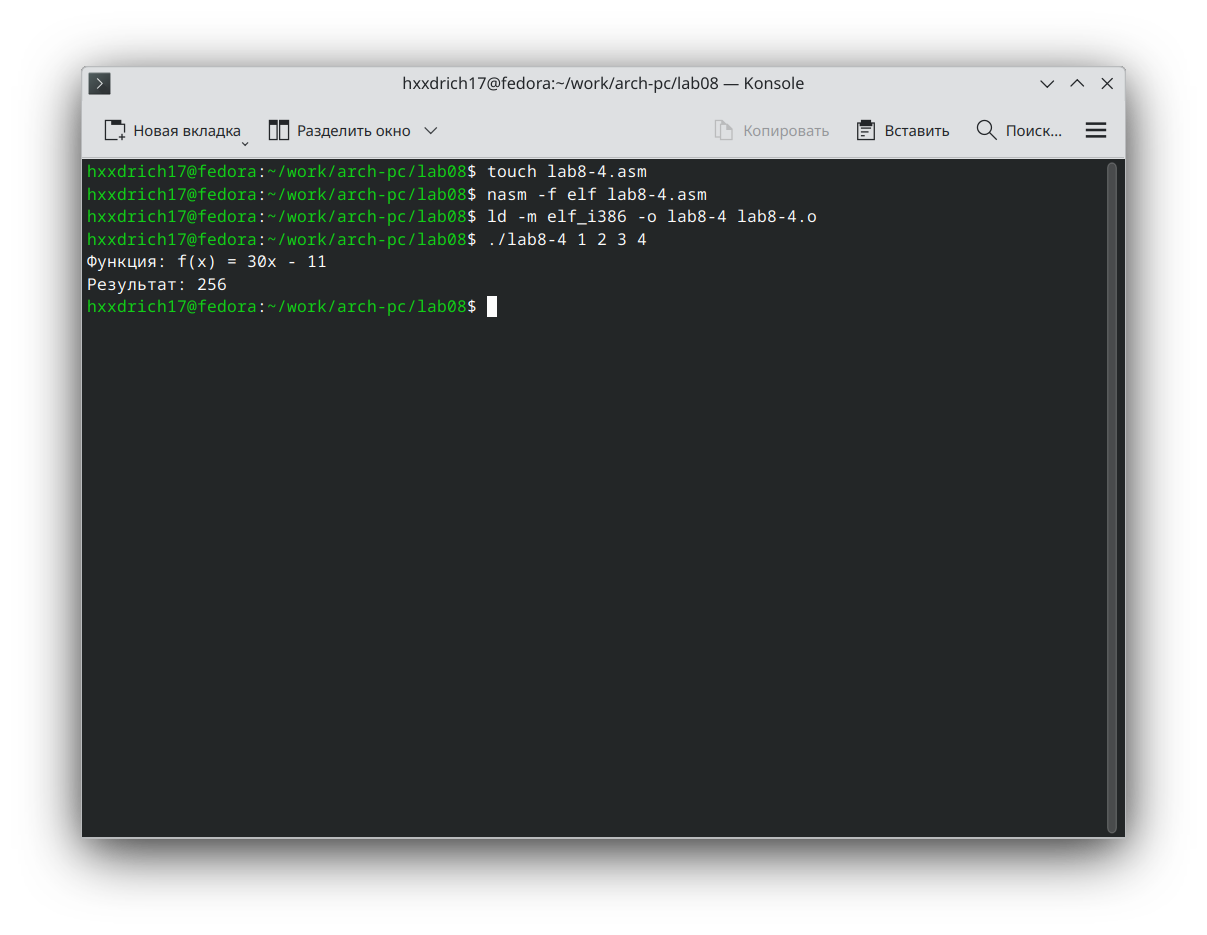 hxxdrich17@fedora:~/work/arch-pc/lab08 — Konsole
Новая вкладка Разделить окно Копировать Вставить Поиск...
hxxdrich17@fedora:~/work/arch-pc/lab08$ touch lab8-4.asm
hxxdrich17@fedora:~/work/arch-pc/lab08$ nasm -f elf lab8-4.asm
hxxdrich17@fedora:~/work/arch-pc/lab08$ ld -m elf_i386 -o lab8-4 lab8-4.o
hxxdrich17@fedora:~/work/arch-pc/lab08$ ./lab8-4 1 2 3 4
Функция: f(x) = 30x - 11
Результат: 256
hxxdrich17@fedora:~/work/arch-pc/lab08$